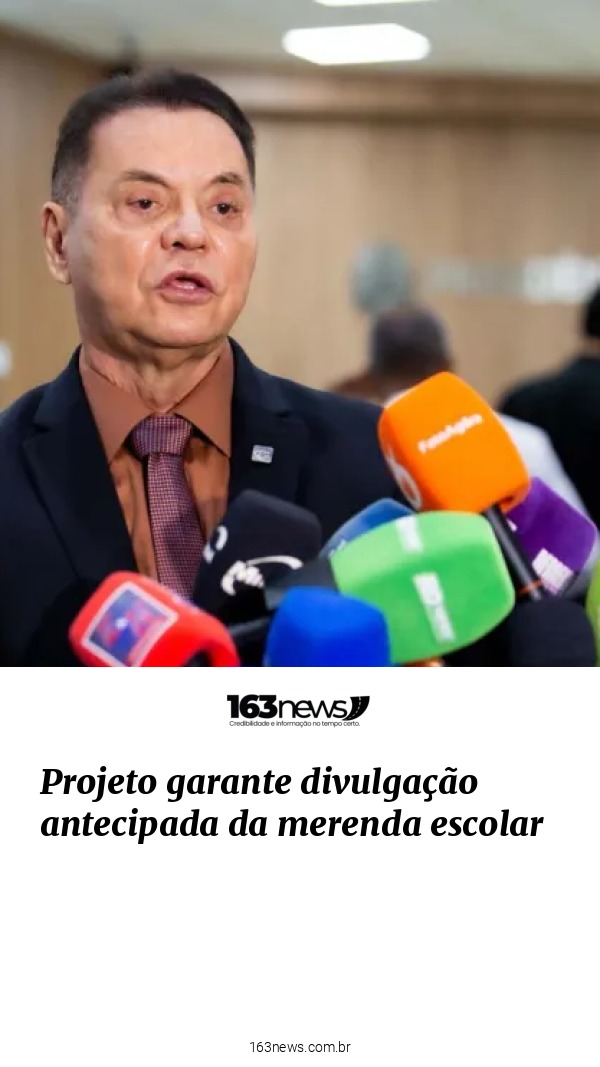 163news
Credibilidade e informação no tempo certo.
Projeto garante divulgação
antecipada da merenda escolar
163news.com.br